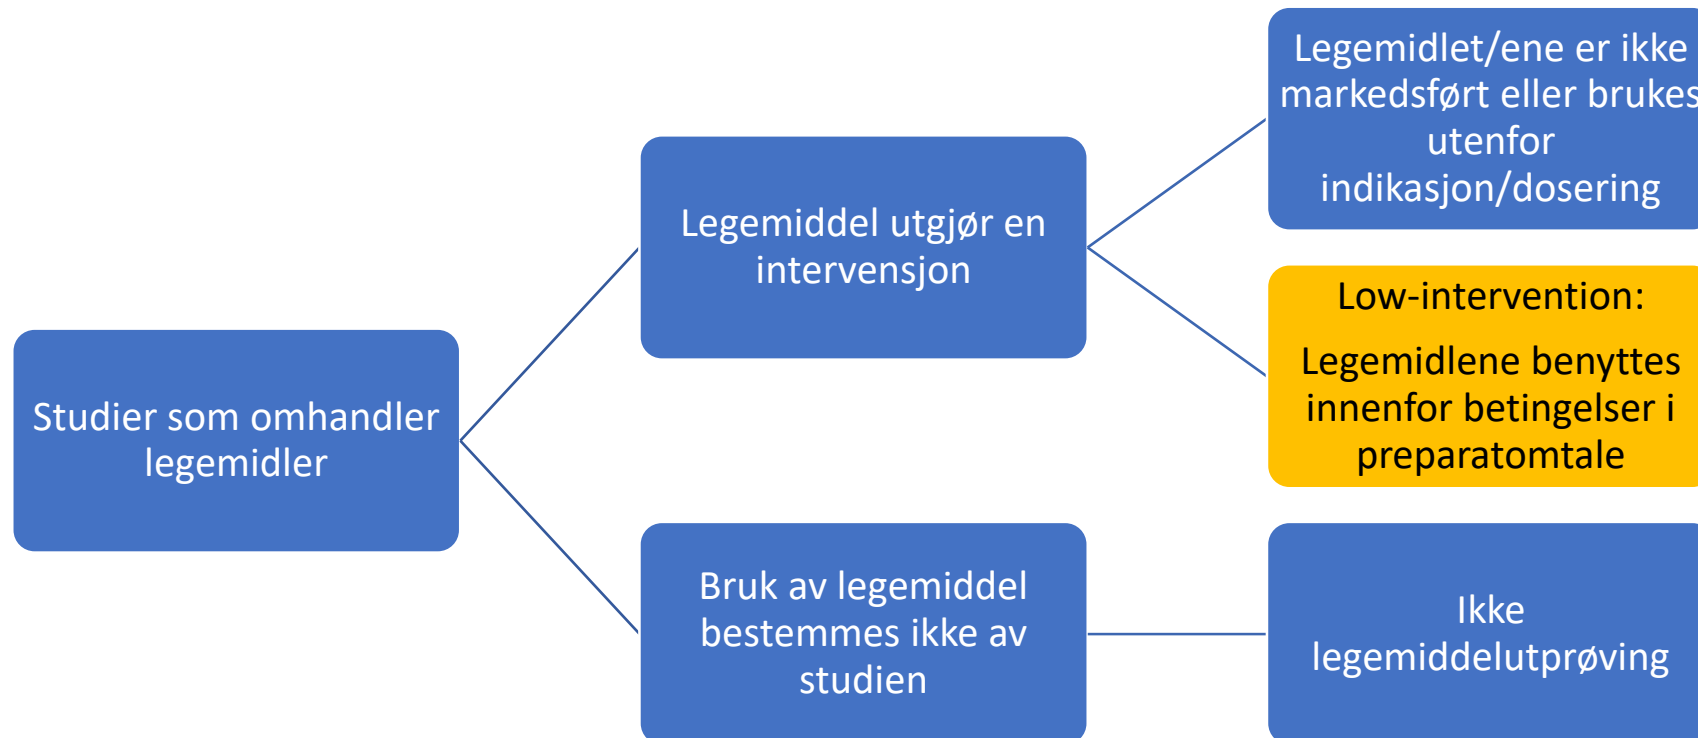 Studier som omhandler
legemidler
Legemiddel utgjør en
intervensjon
Legemidlet/ene er ikke
markedsført eller brukes
utenfor
indikasjon/dosering
Low-intervention:
Legemidlene benyttes
innenfor betingelser i
preparatomtale
Bruk av legemiddel
bestemmes ikke av
studien
Ikke
legemiddelutprøving